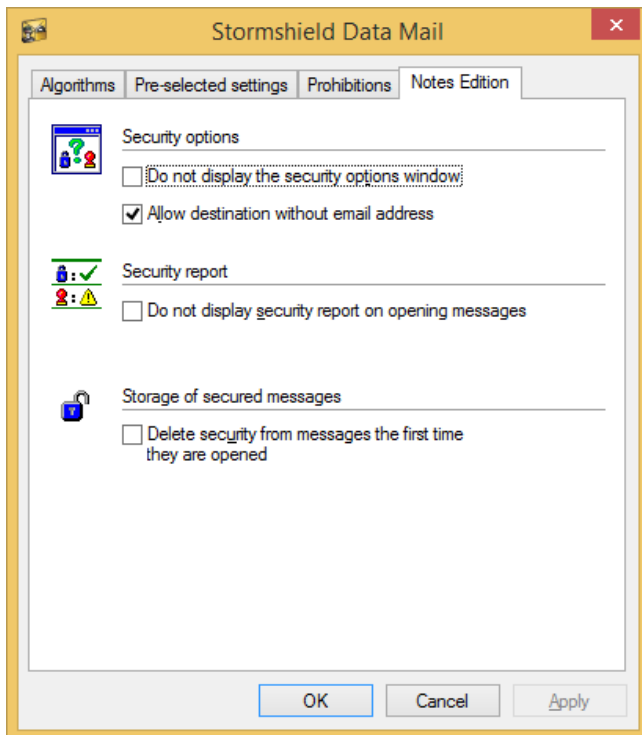 Stormshield Data Mail
Algorithms Pre-selected settings Prohibitions Notes Edition
Security options
Do not display the security options window
Allow destination without email address
Security report
Do not display security report on opening messages
Storage of secured messages
Delete security from messages the first time
they are opened
OK Cancel Apply